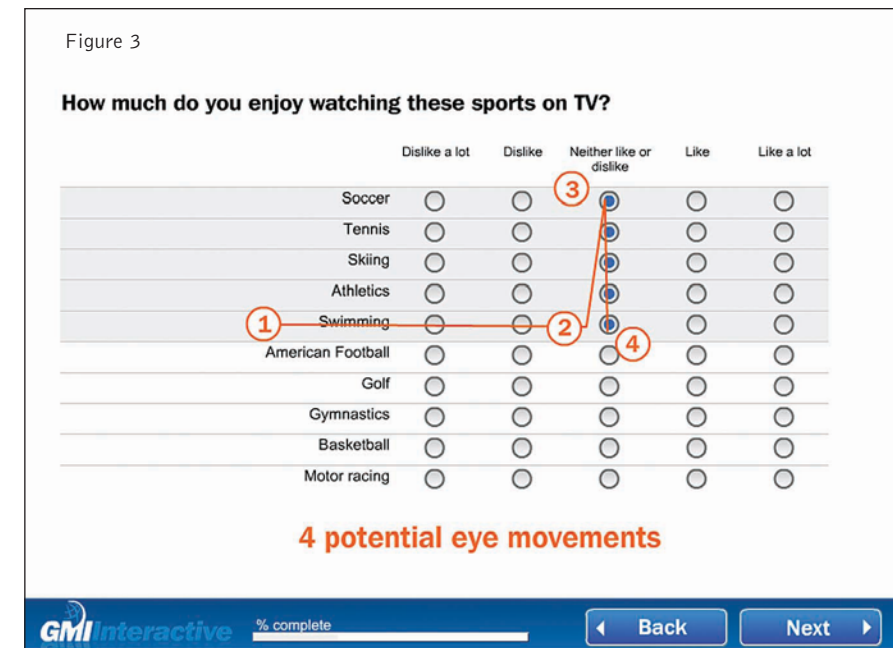 Figure 3
How much do you enjoy watching these sports on TV?
Dislike a lot Dislike Neither like or dislike Like Like a lot
Soccer
3
Tennis
Skiing
Athletics
1 Swimming 2
4
American Football
Golf
Gymnastics
Basketball
Motor racing
4 potential eye movements
GMI Interactive % complete Back Next